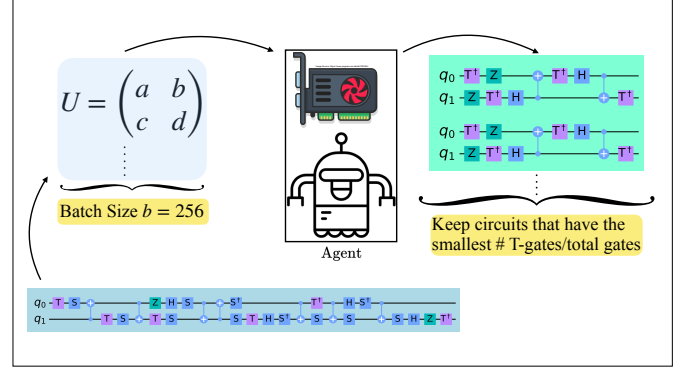 U = ( a b
c d )
Batch Size b = 256
Agent
q₀ T† Z T† H
q₁ Z T† H T†
q₀ T† Z T† H
q₁ Z T† H T†
Keep circuits that have the
smallest # T-gates/total gates
q₀ T S Z H S S† T† H S†
q₁ T S T S S T H S† S S S H Z T†